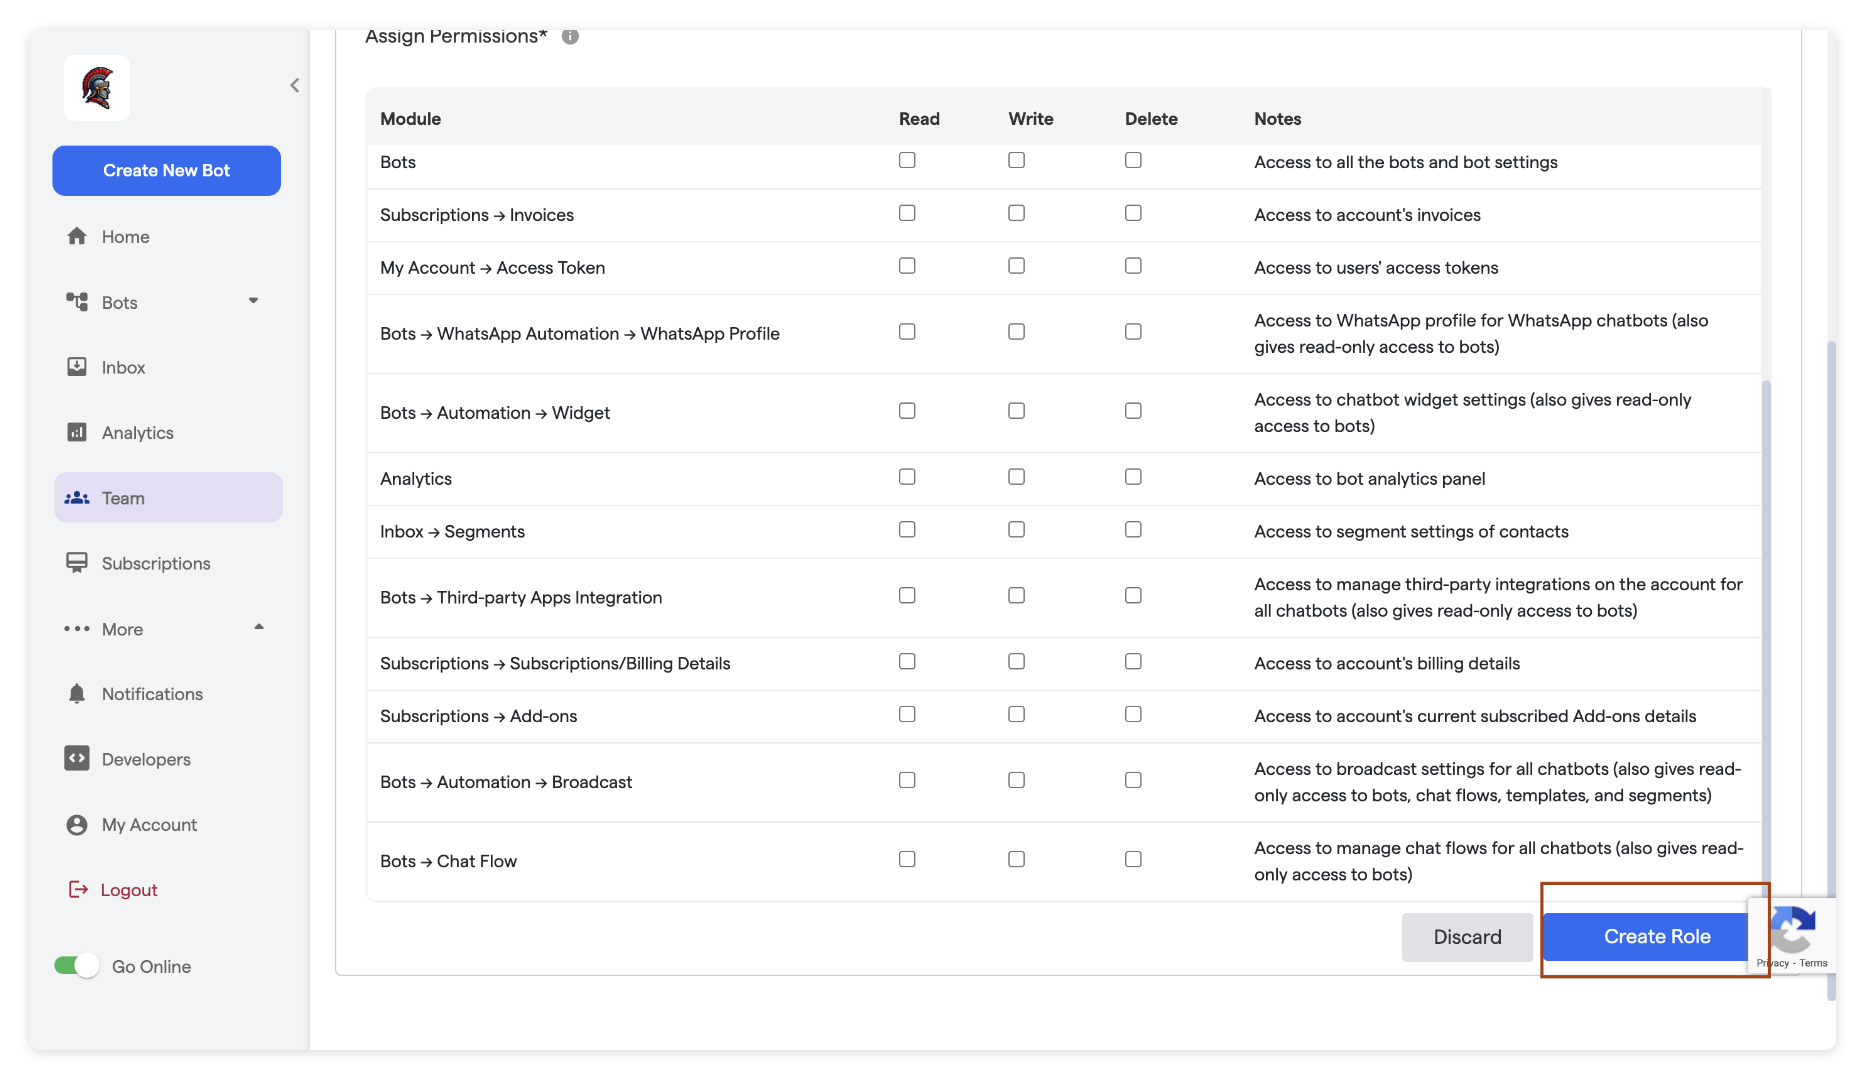 Assign Permissions*
Create New Bot
Home
Bots
Inbox
Analytics
Team
Subscriptions
More
Notifications
Developers
My Account
Logout
Go Online
Module Read Write Delete Notes
Bots Access to all the bots and bot settings
Subscriptions → Invoices Access to account's invoices
My Account → Access Token Access to users' access tokens
Bots → WhatsApp Automation → WhatsApp Profile Access to WhatsApp profile for WhatsApp chatbots (also
gives read-only access to bots)
Bots → Automation → Widget Access to chatbot widget settings (also gives read-only
access to bots)
Analytics Access to bot analytics panel
Inbox → Segments Access to segment settings of contacts
Bots → Third-party Apps Integration Access to manage third-party integrations on the account for
all chatbots (also gives read-only access to bots)
Subscriptions → Subscriptions/Billing Details Access to account's billing details
Subscriptions → Add-ons Access to account's current subscribed Add-ons details
Bots → Automation → Broadcast Access to broadcast settings for all chatbots (also gives read-
only access to bots, chat flows, templates, and segments)
Bots → Chat Flow Access to manage chat flows for all chatbots (also gives read-
only access to bots)
Discard Create Role
Privacy - Terms